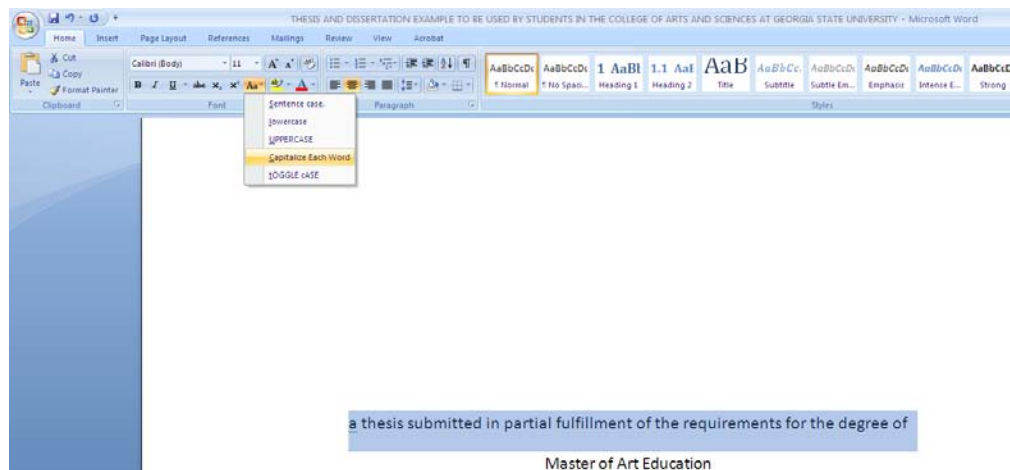 THESIS AND DISSERTATION EXAMPLE TO BE USED BY STUDENTS IN THE COLLEGE OF ARTS AND SCIENCES AT GEORGIA STATE UNIVERSITY - Microsoft Word
Home Insert Page Layout References Mailings Review View Acrobat
Cut
Copy
Format Painter
Paste
Calibri (Body) 11
AaBbCcDc AaBbCcDc 1 AaBl 1.1 AaI AaB AaBbCc. AaBbCcDc AaBbCcDc AaBbCcDc AaBbCcD
¶ Normal ¶ No Spaci... Heading 1 Heading 2 Title Subtitle Subtle Em... Emphasis Intense E... Strong
Clipboard Font Paragraph Styles
Sentence case.
lowercase
UPPERCASE
Capitalize Each Word
tOGGLE cASE
a thesis submitted in partial fulfillment of the requirements for the degree of
Master of Art Education